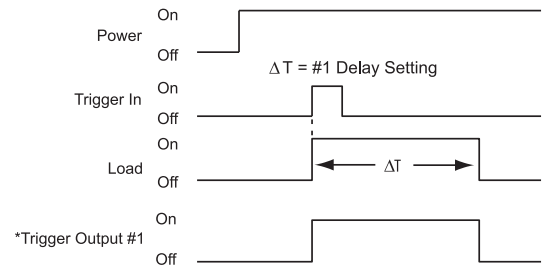 On
Power
Off
Δ T = #1 Delay Setting
On
Trigger In
Off
On
Load
ΔT
Off
On
*Trigger Output #1
Off